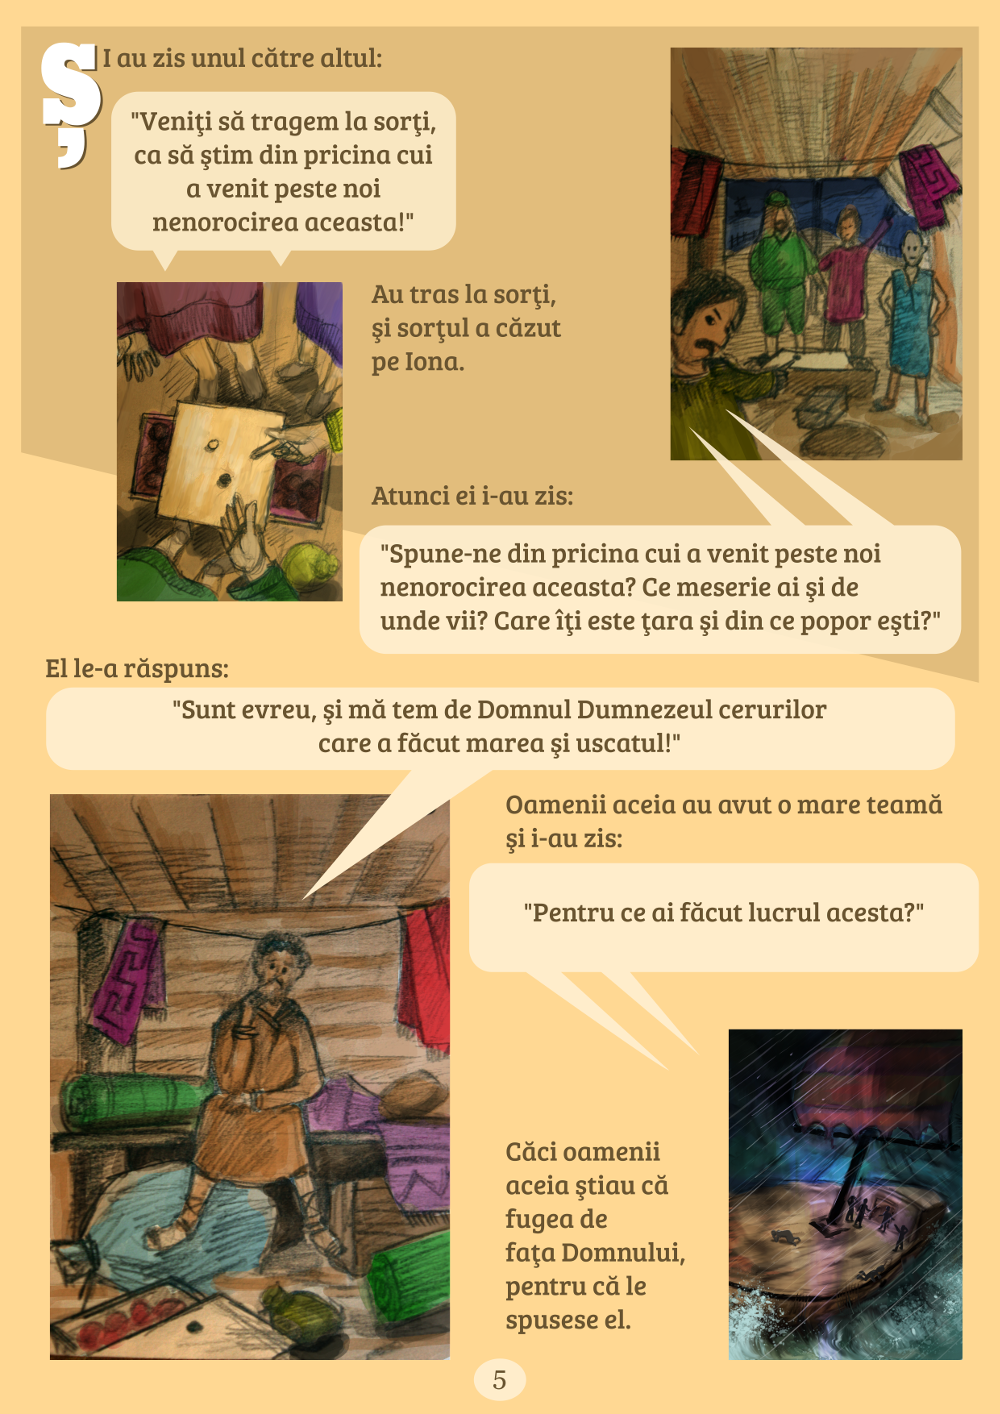 ŞI au zis unul către altul:
"Veniţi să tragem la sorţi,
ca să ştim din pricina cui
a venit peste noi
nenorocirea aceasta!"
Au tras la sorţi,
şi sorţul a căzut
pe Iona.
Atunci ei i-au zis:
"Spune-ne din pricina cui a venit peste noi
nenorocirea aceasta? Ce meserie ai şi de
unde vii? Care îţi este ţara şi din ce popor eşti?"
El le-a răspuns:
"Sunt evreu, şi mă tem de Domnul Dumnezeul cerurilor
care a făcut marea şi uscatul!"
Oamenii aceia au avut o mare teamă
şi i-au zis:
"Pentru ce ai făcut lucrul acesta?"
Căci oamenii
aceia ştiau că
fugea de
faţa Domnului,
pentru că le
spusese el.
5